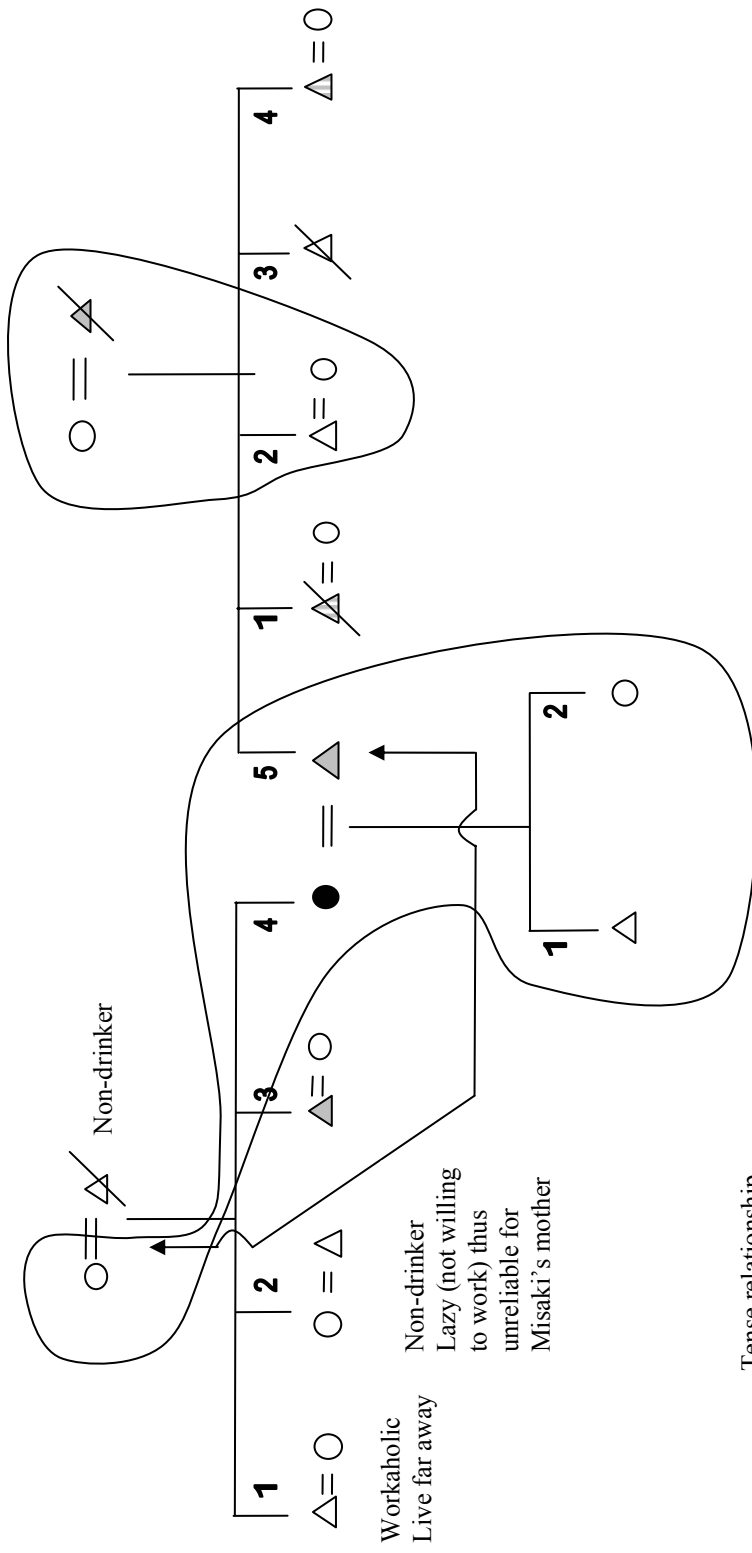 Non-drinker
1 2 3 4 5 1 2 3 4
Workaholic
Live far away
Non-drinker
Lazy (not willing
to work) thus
unreliable for
Misaki's mother
1 2
Tense relationship